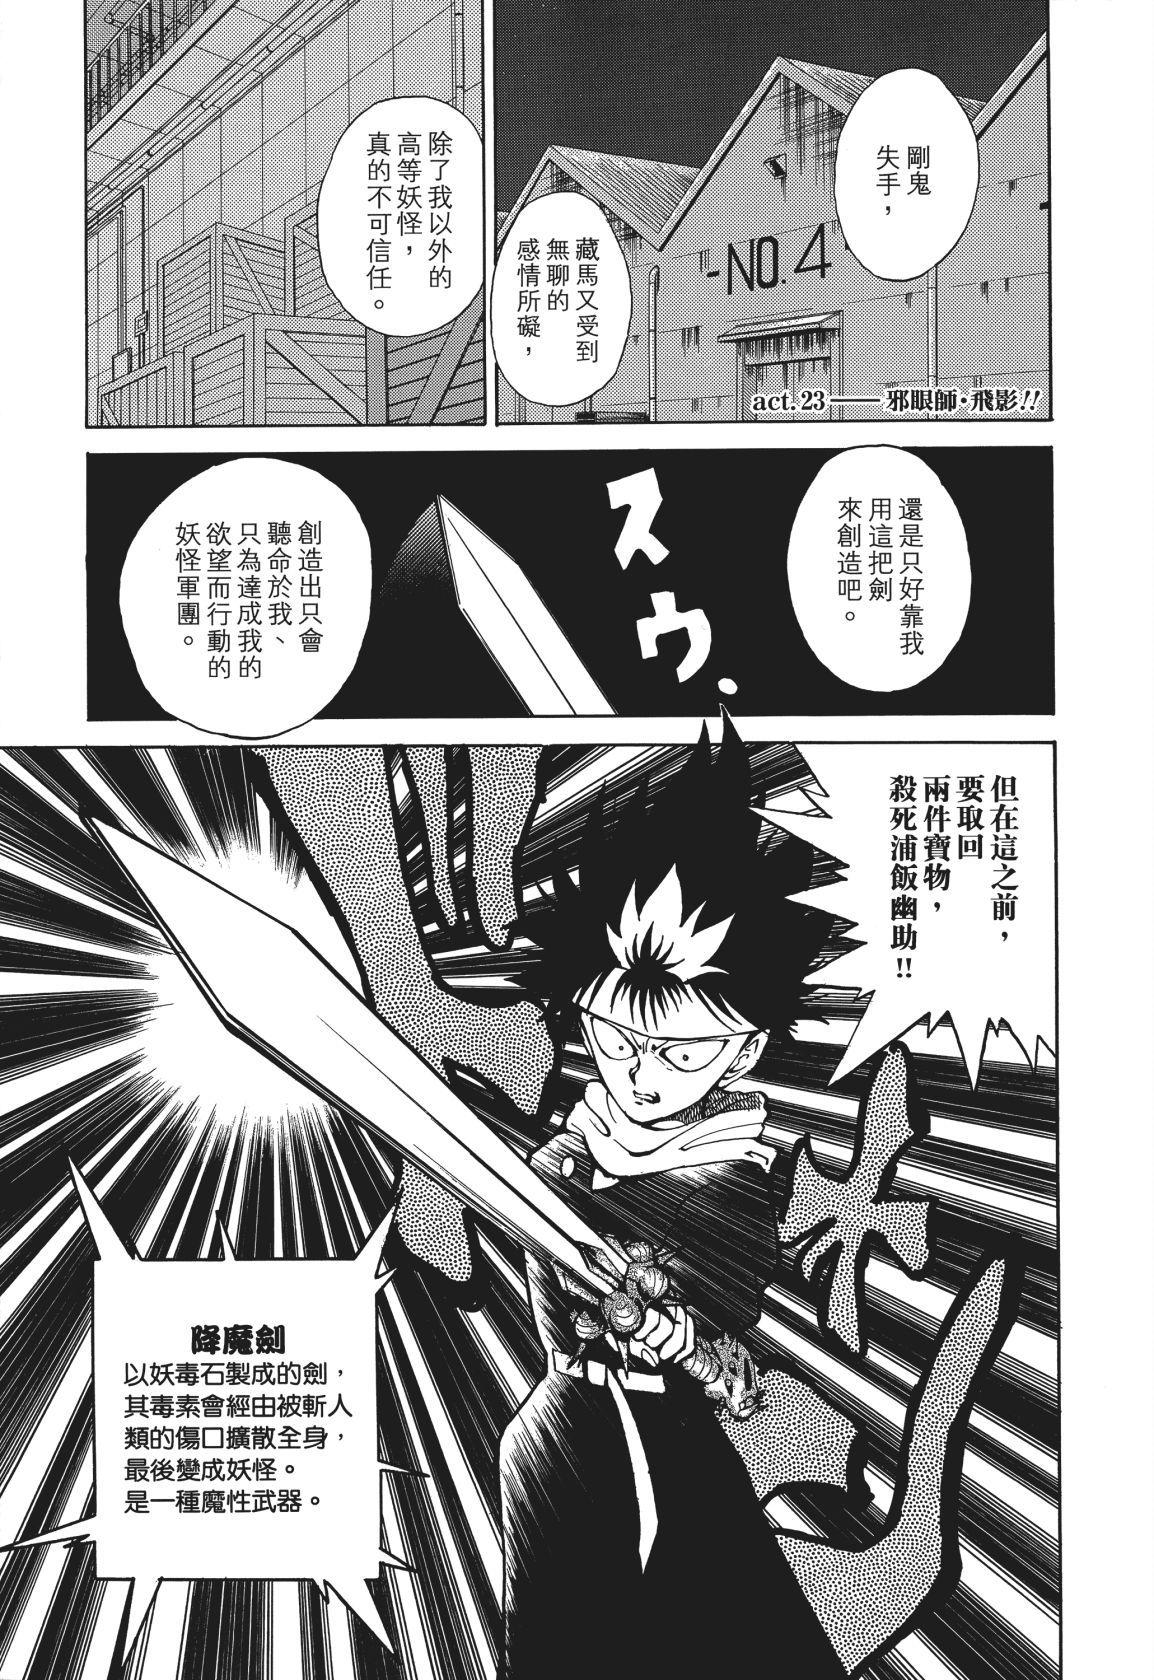 剛鬼
失手，
-NO.4
藏馬又受到
無聊的
感情所礙，
act.23——邪眼師·飛影!!
除了我以外的
高等妖怪，
真的不可信任。
還是只好靠我
用這把劍
來創造吧。
スゥ．
創造出只會
聽命於我、
只為達成我的
欲望而行動的
妖怪軍團。
但在這之前，
要取回
兩件寶物，
殺死浦飯幽助!!
降魔劍
以妖毒石製成的劍，
其毒素會經由被斬人
類的傷口擴散全身，
最後變成妖怪。
是一種魔性武器。